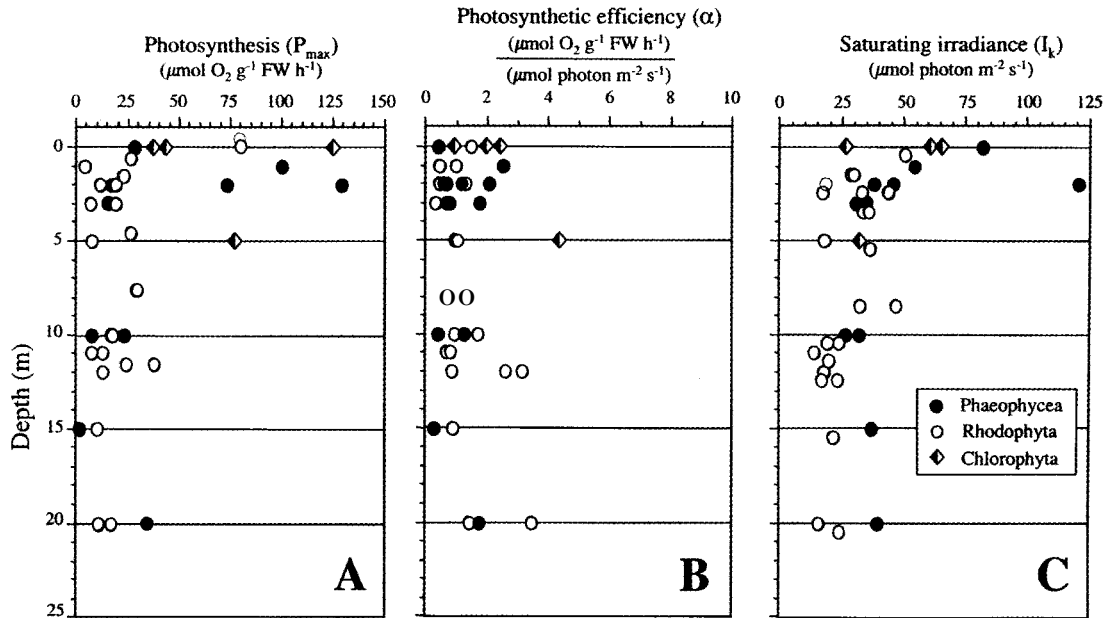 Photosynthesis (Pmax)
(μmol O2 g-1 FW h-1)
0 25 50 75 100 125 150
Photosynthetic efficiency (α)
(μmol O2 g-1 FW h-1)
(μmol photon m-2 s-1)
0 2 4 6 8 10
Saturating irradiance (Ik)
(μmol photon m-2 s-1)
0 25 50 75 100 125
Depth (m)
0
5
10
15
20
25
A
B
C
Phaeophycea
Rhodophyta
Chlorophyta